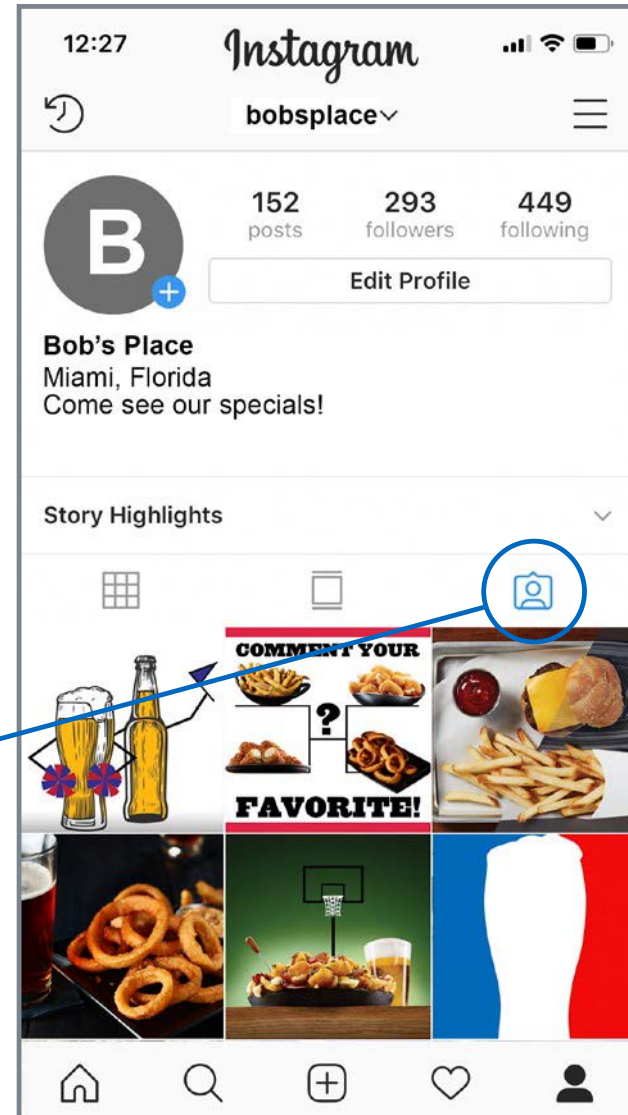 12:27
Instagram
bobsplace
B
152 293 449
posts followers following
Edit Profile
Bob's Place
Miami, Florida
Come see our specials!
Story Highlights
COMMENT YOUR
?
FAVORITE!